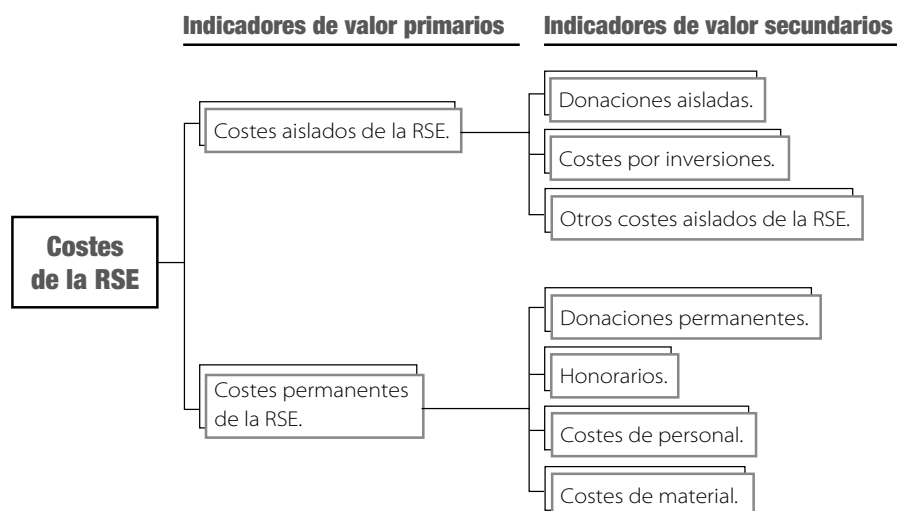 Indicadores de valor primarios
Indicadores de valor secundarios
Costes
de la RSE
Costes aislados de la RSE.
Donaciones aisladas.
Costes por inversiones.
Otros costes aislados de la RSE.
Costes permanentes
de la RSE.
Donaciones permanentes.
Honorarios.
Costes de personal.
Costes de material.